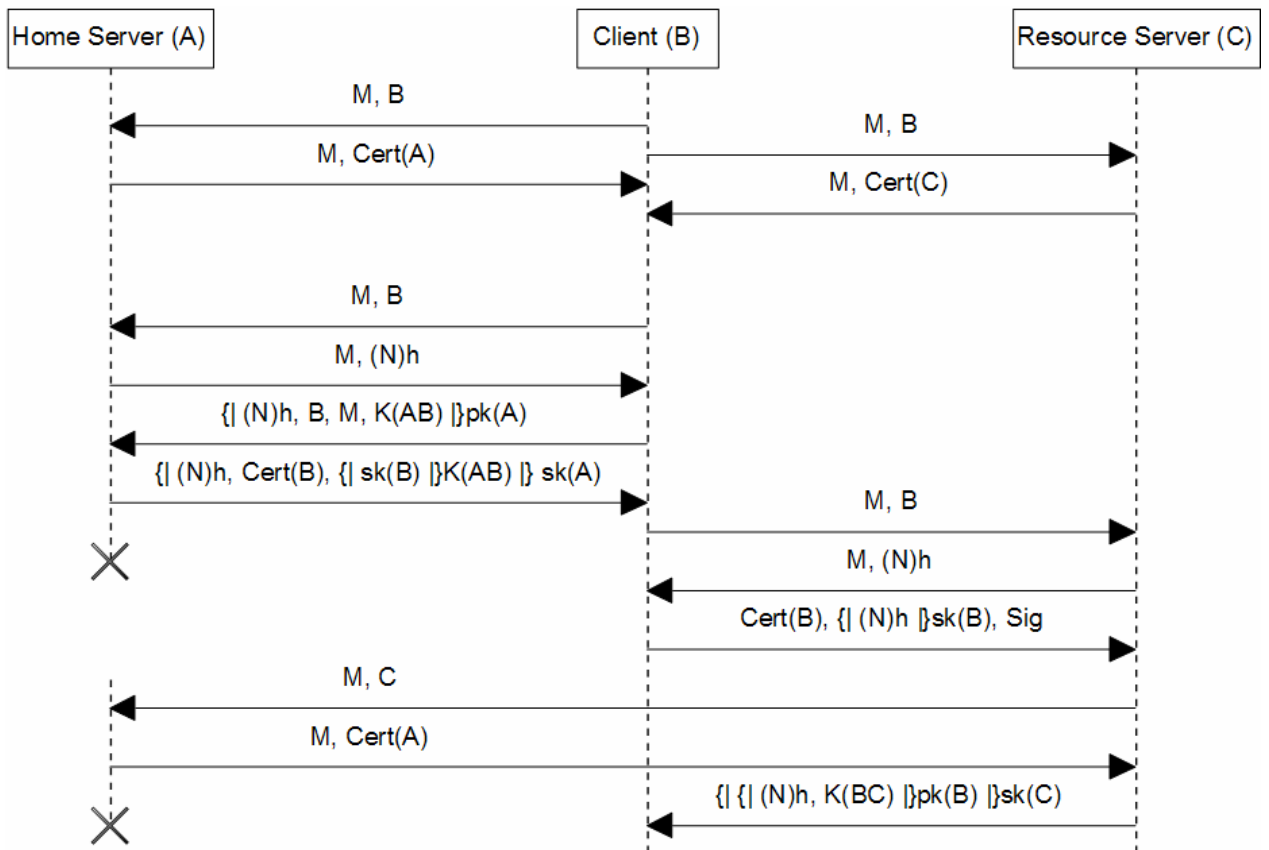 Home Server (A)
Client (B)
Resource Server (C)
M, B
M, B
M, Cert(A)
M, Cert(C)
M, B
M, (N)h
{| (N)h, B, M, K(AB) |}pk(A)
{| (N)h, Cert(B), {| sk(B) |}K(AB) |} sk(A)
M, B
M, (N)h
Cert(B), {| (N)h |}sk(B), Sig
M, C
M, Cert(A)
{| {| (N)h, K(BC) |}pk(B) |}sk(C)